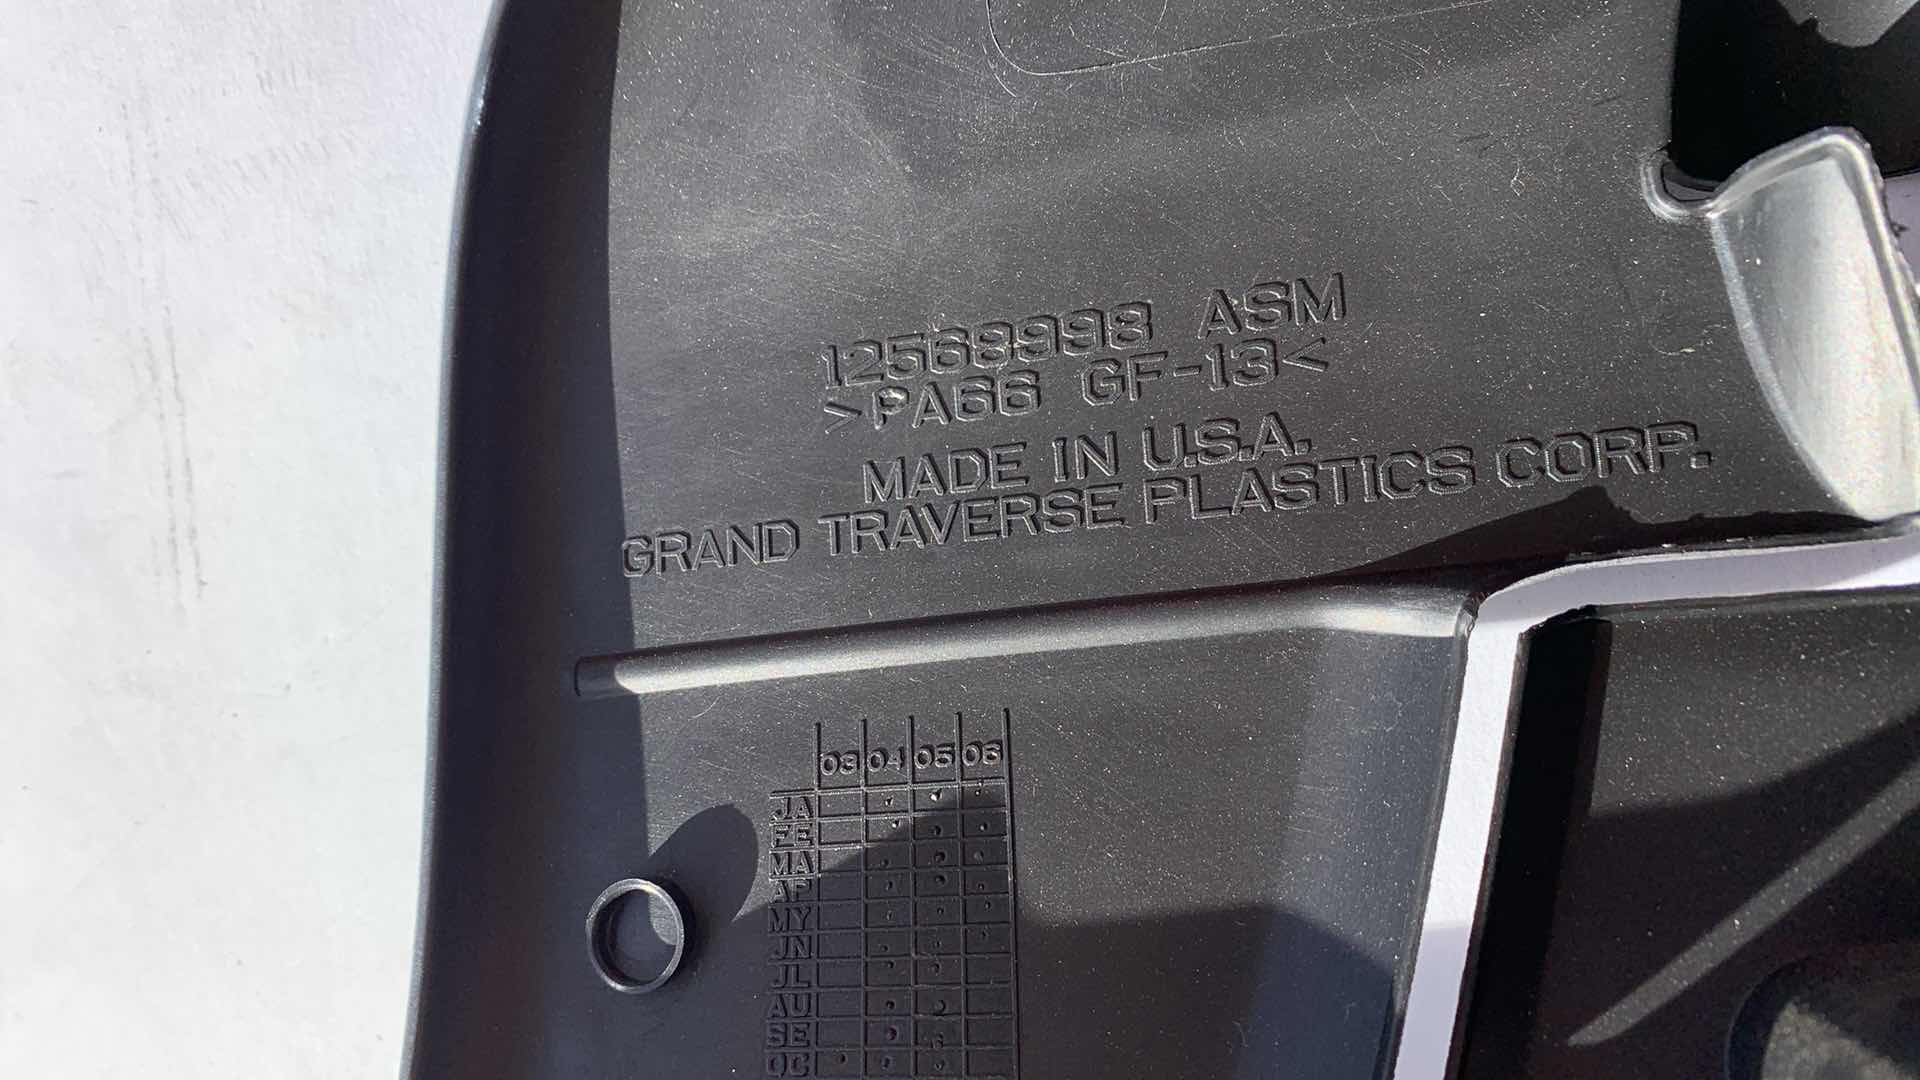 12568998 ASM
>PA66 GF-13<
MADE IN U.S.A.
GRAND TRAVERSE PLASTICS CORP.
03 04 05 06
JA
FE
MA
AP
MY
JN
JL
AU
SE
OC